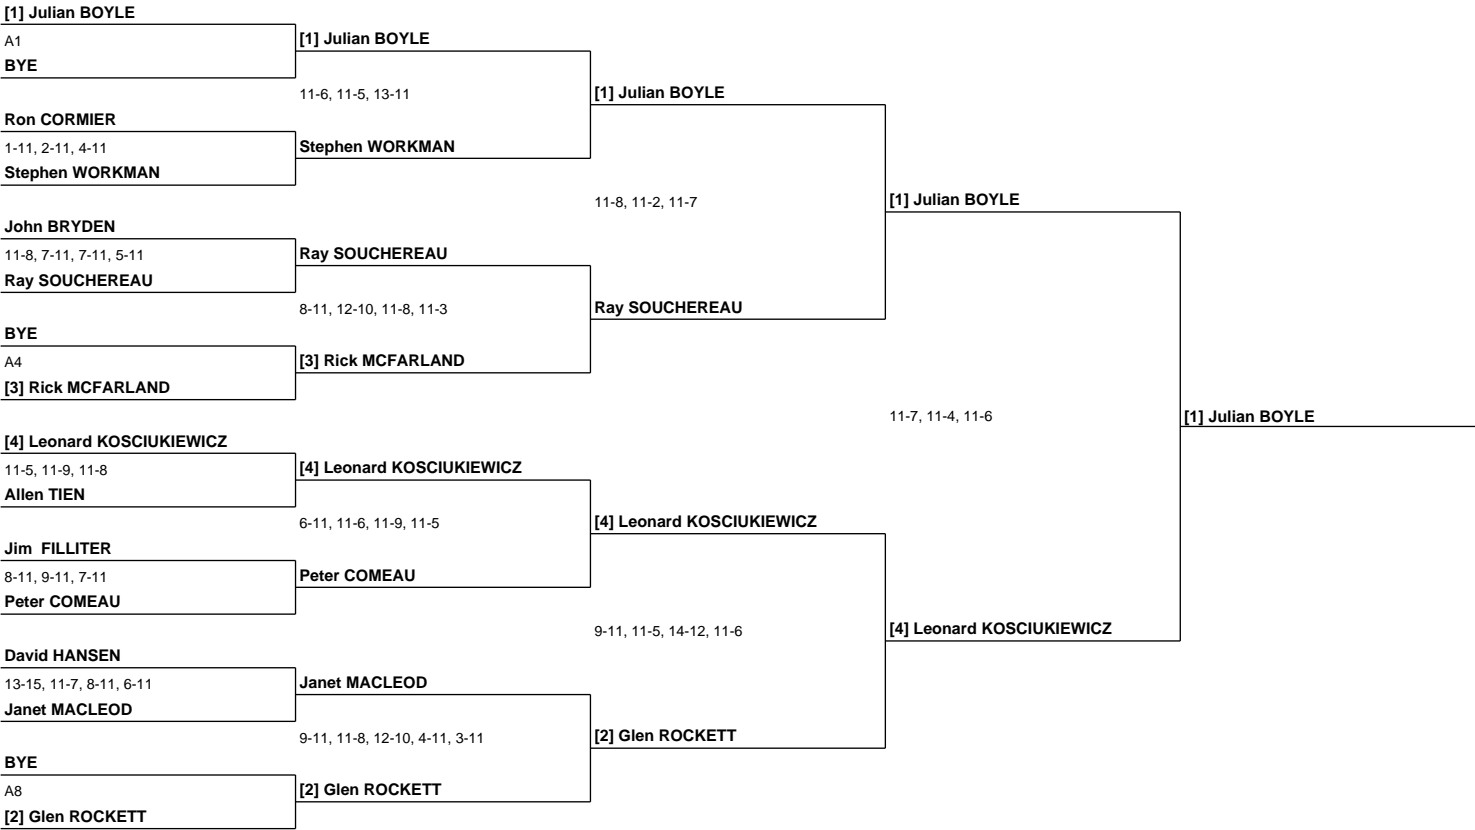 [1] Julian BOYLE
A1
BYE
Ron CORMIER
1-11, 2-11, 4-11
Stephen WORKMAN
John BRYDEN
11-8, 7-11, 7-11, 5-11
Ray SOUCHEREAU
BYE
A4
[3] Rick MCFARLAND
[4] Leonard KOSCIUKIEWICZ
11-5, 11-9, 11-8
Allen TIEN
Jim  FILLITER
8-11, 9-11, 7-11
Peter COMEAU
David HANSEN
13-15, 11-7, 8-11, 6-11
Janet MACLEOD
BYE
A8
[2] Glen ROCKETT
[1] Julian BOYLE
11-6, 11-5, 13-11
Stephen WORKMAN
Ray SOUCHEREAU
8-11, 12-10, 11-8, 11-3
[3] Rick MCFARLAND
[4] Leonard KOSCIUKIEWICZ
6-11, 11-6, 11-9, 11-5
Peter COMEAU
Janet MACLEOD
9-11, 11-8, 12-10, 4-11, 3-11
[2] Glen ROCKETT
[1] Julian BOYLE
11-8, 11-2, 11-7
Ray SOUCHEREAU
[4] Leonard KOSCIUKIEWICZ
9-11, 11-5, 14-12, 11-6
[2] Glen ROCKETT
[1] Julian BOYLE
11-7, 11-4, 11-6
[4] Leonard KOSCIUKIEWICZ
[1] Julian BOYLE